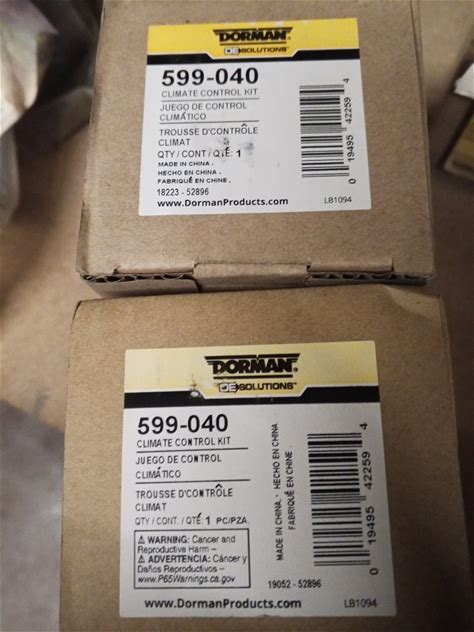 DORMAN
OE SOLUTIONS™
599-040
CLIMATE CONTROL KIT
JUEGO DE CONTROL
CLIMÁTICO
TROUSSE D'CONTRÔLE
CLIMAT
QTY / CONT / QTÉ: 1
MADE IN CHINA.
HECHO EN CHINA.
FABRIQUÉ EN CHINE.
18223 - 52896
www.DormanProducts.com
0 19495 42259 4
LB1094
DORMAN®
OE SOLUTIONS™
599-040
CLIMATE CONTROL KIT
JUEGO DE CONTROL
CLIMÁTICO
TROUSSE D'CONTRÔLE
CLIMAT
QTY / CONT. / QTÉ 1 PC/PZA.
⚠ WARNING: Cancer and
Reproductive Harm –
⚠ ADVERTENCIA: Cáncer y
Daños Reproductivos –
www.P65Warnings.ca.gov
MADE IN CHINA. · HECHO EN CHINA .
FABRIQUÉ EN CHINE .
0 19495 42259 4
19052 - 52896
www.DormanProducts.com
LB1094